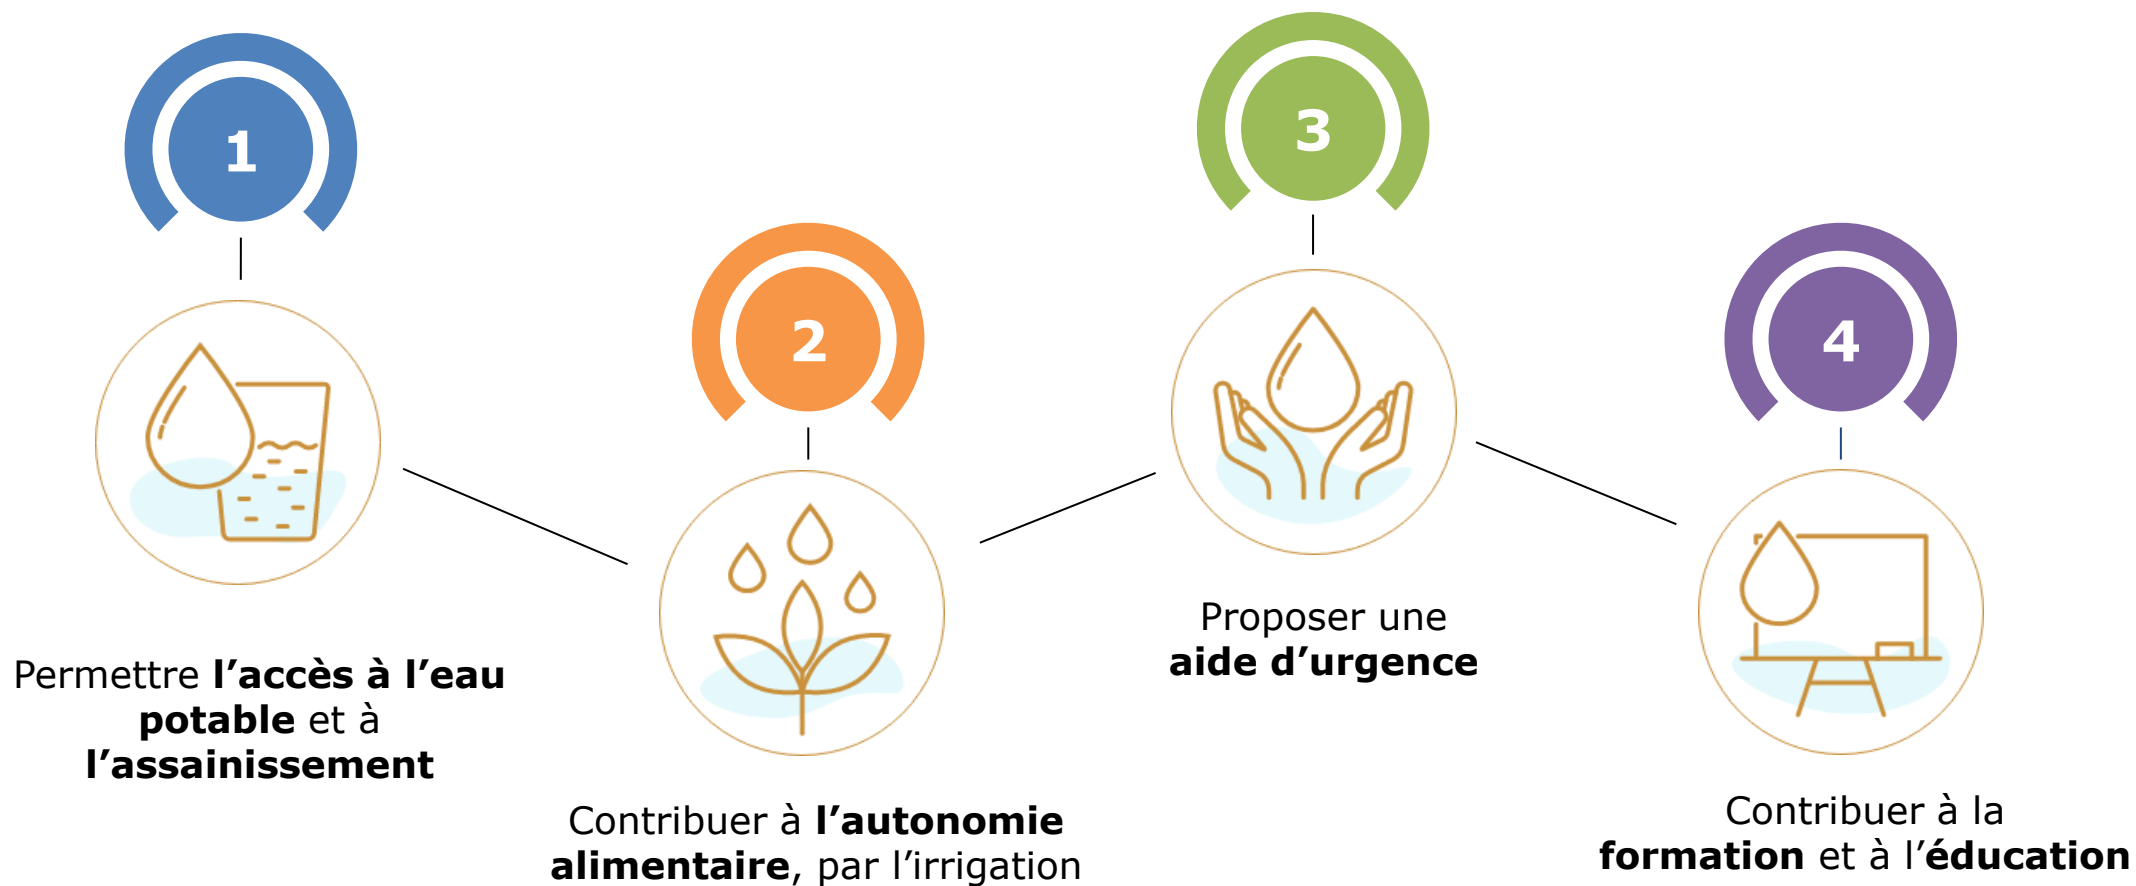 1
Permettre l’accès à l’eau
potable et à
l’assainissement
2
Contribuer à l’autonomie
alimentaire, par l’irrigation
3
Proposer une
aide d’urgence
4
Contribuer à la
formation et à l’éducation